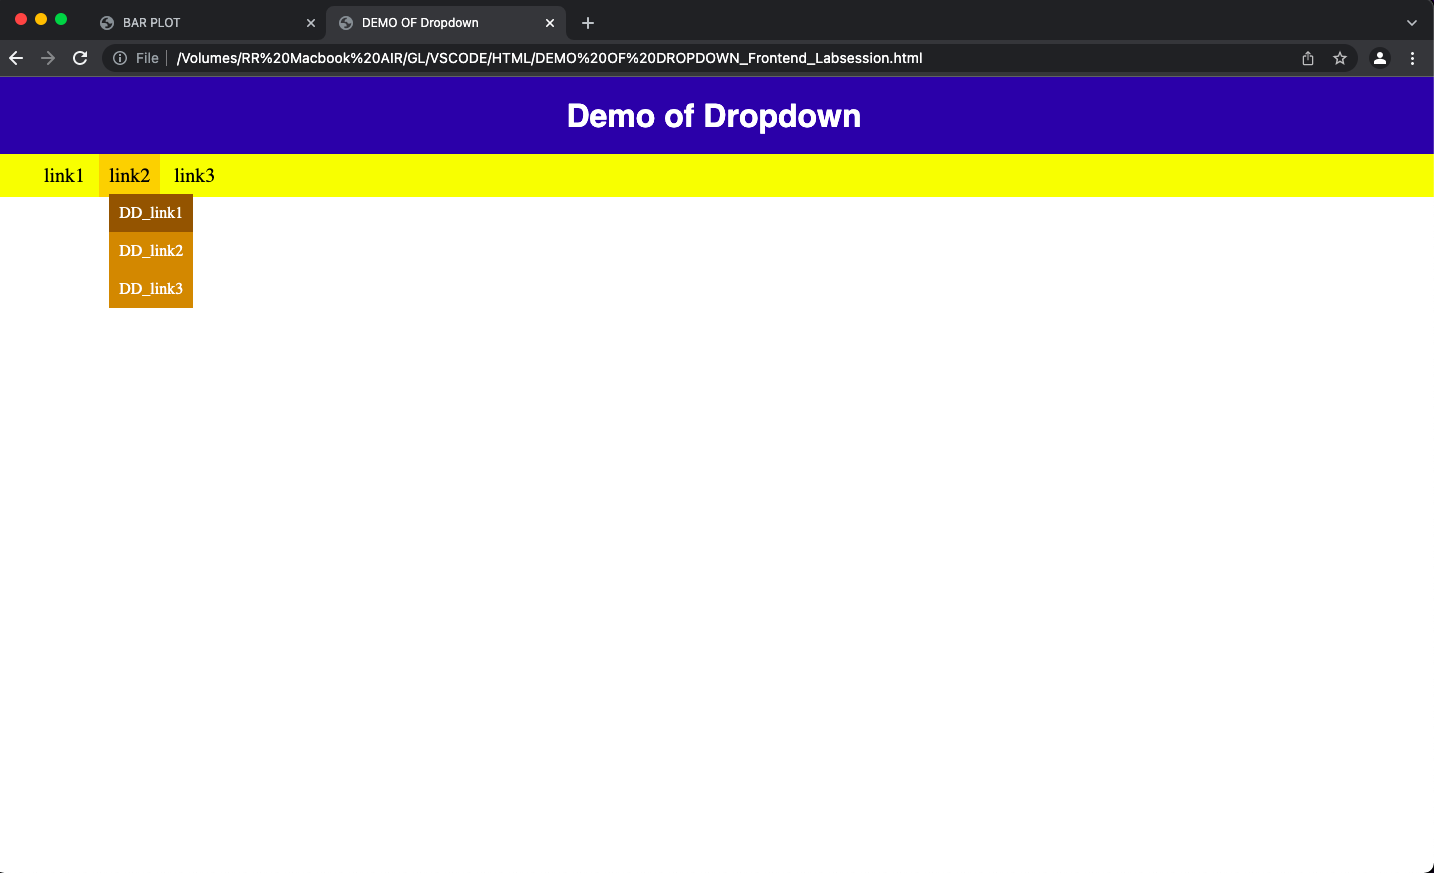 BAR PLOT
DEMO OF Dropdown
File /Volumes/RR%20Macbook%20AIR/GL/VSCODE/HTML/DEMO%20OF%20DROPDOWN_Frontend_Labsession.html
Demo of Dropdown
link1 link2 link3
DD_link1
DD_link2
DD_link3